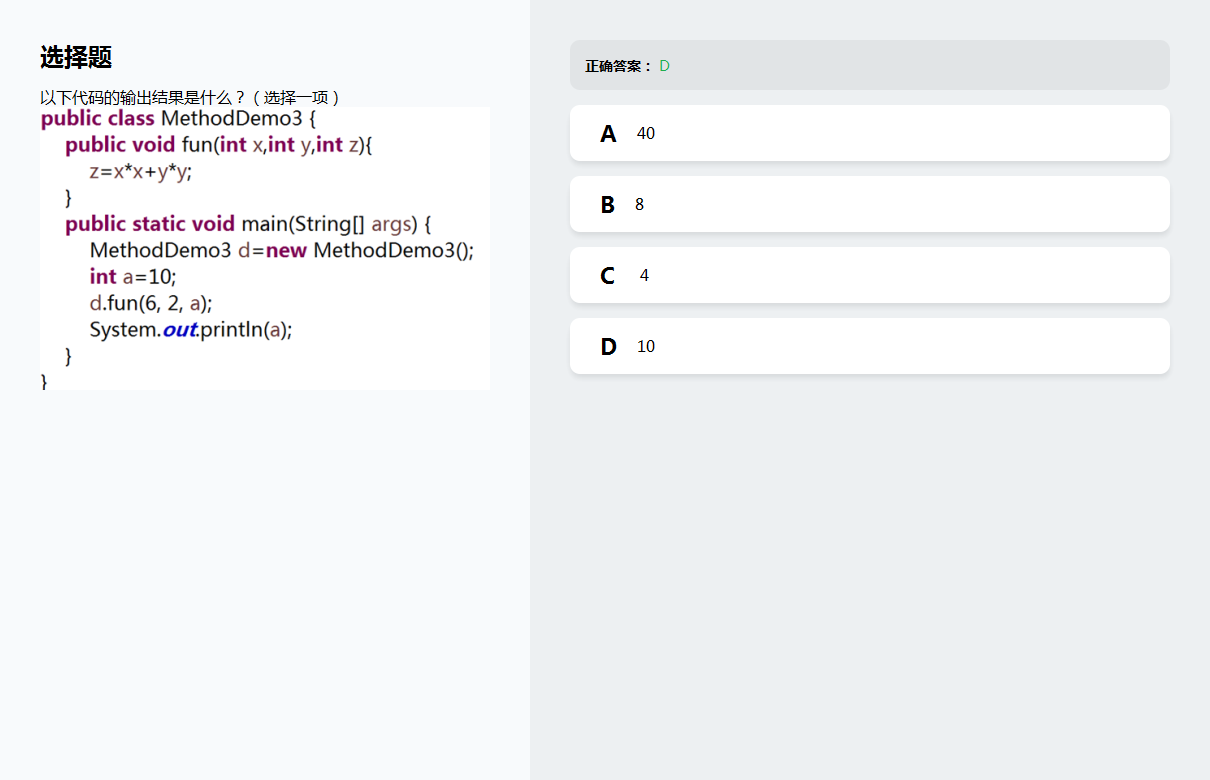 选择题
以下代码的输出结果是什么？（选择一项）
public class MethodDemo3 {
public void fun(int x,int y,int z){
z=x*x+y*y;
}
public static void main(String[] args) {
MethodDemo3 d=new MethodDemo3();
int a=10;
d.fun(6, 2, a);
System.out.println(a);
}
}
正确答案： D
A 40
B 8
C 4
D 10